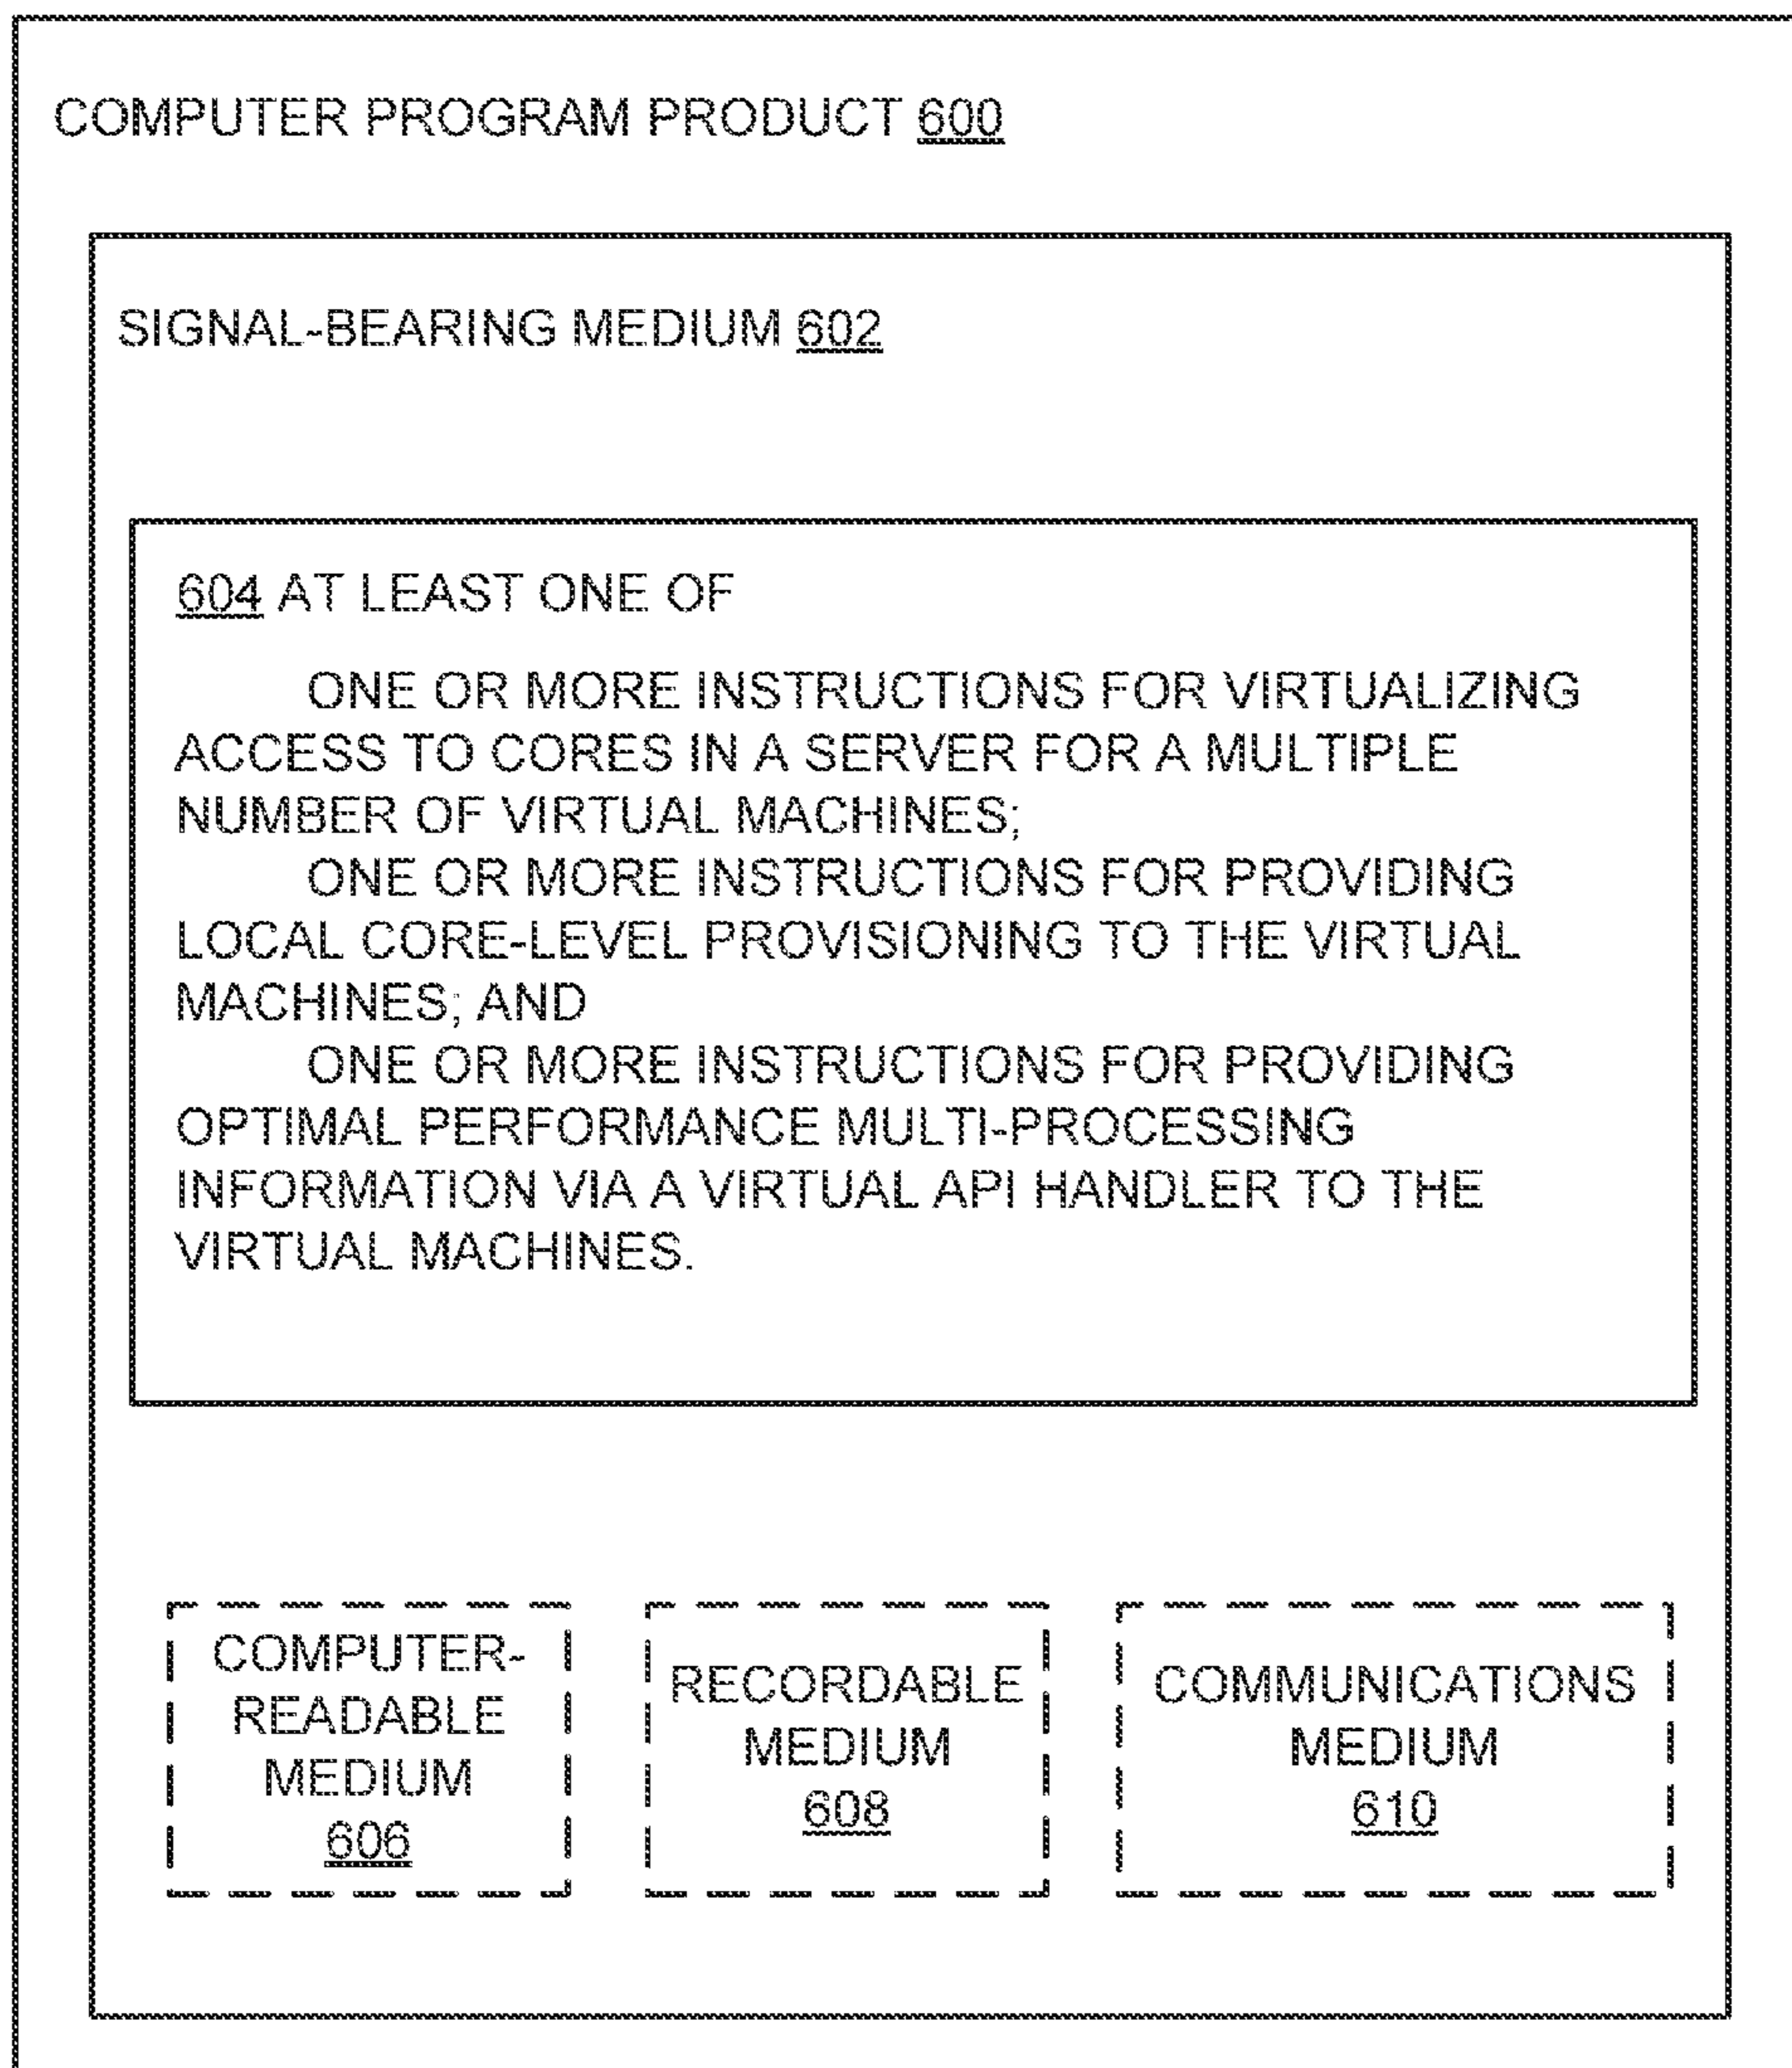 COMPUTER PROGRAM PRODUCT 600
SIGNAL-BEARING MEDIUM 602
604 AT LEAST ONE OF
ONE OR MORE INSTRUCTIONS FOR VIRTUALIZING
ACCESS TO CORES IN A SERVER FOR A MULTIPLE
NUMBER OF VIRTUAL MACHINES;
ONE OR MORE INSTRUCTIONS FOR PROVIDING
LOCAL CORE-LEVEL PROVISIONING TO THE VIRTUAL
MACHINES; AND
ONE OR MORE INSTRUCTIONS FOR PROVIDING
OPTIMAL PERFORMANCE MULTI-PROCESSING
INFORMATION VIA A VIRTUAL API HANDLER TO THE
VIRTUAL MACHINES.
COMPUTER-
READABLE
MEDIUM
606
RECORDABLE
MEDIUM
608
COMMUNICATIONS
MEDIUM
610